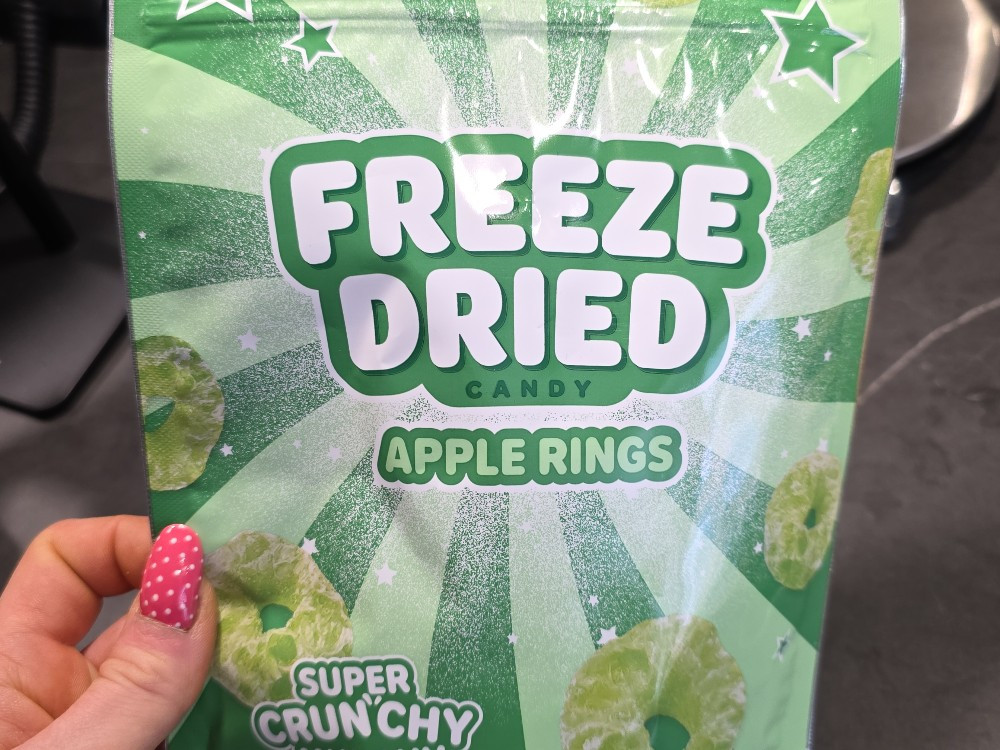 FREEZE
DRIED
CANDY
APPLE RINGS
SUPER
CRUN'CHY